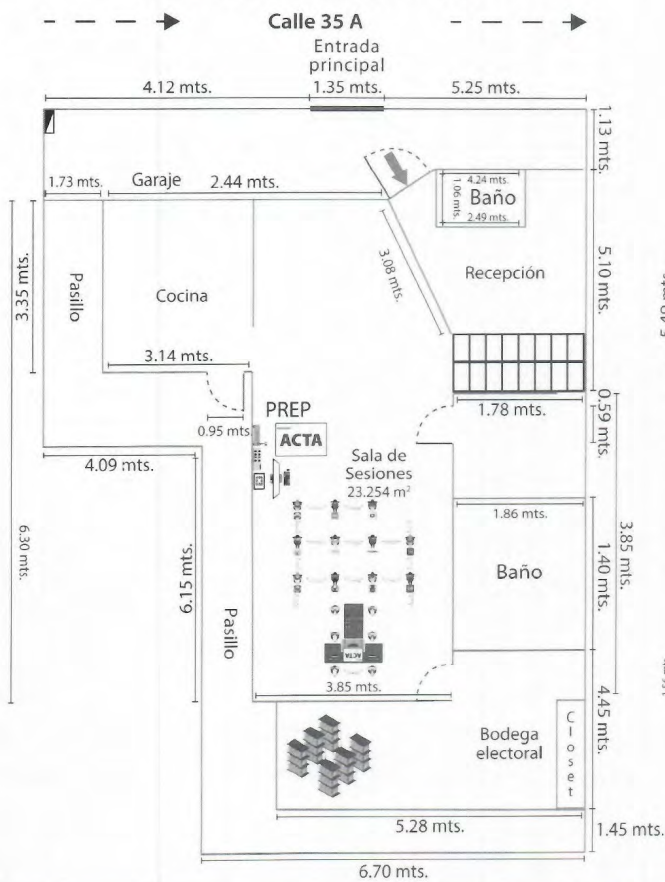 Calle 35 A
Entrada
principal
4.12 mts.
1.35 mts.
5.25 mts.
1.13 mts.
1.73 mts.
Garaje
2.44 mts.
4.24 mts.
1.06 mts.
Baño
2.49 mts.
3.35 mts.
Pasillo
Cocina
3.08 mts.
Recepción
5.10 mts.
3.14 mts.
0.95 mts.
PREP
ACTA
1.78 mts.
0.59 mts.
4.09 mts.
Sala de
Sesiones
23.254 m²
1.86 mts.
3.85 mts.
6.30 mts.
6.15 mts.
Baño
1.40 mts.
Pasillo
ACTA
3.85 mts.
Bodega
electoral
Closet
4.45 mts.
5.28 mts.
1.45 mts.
6.70 mts.